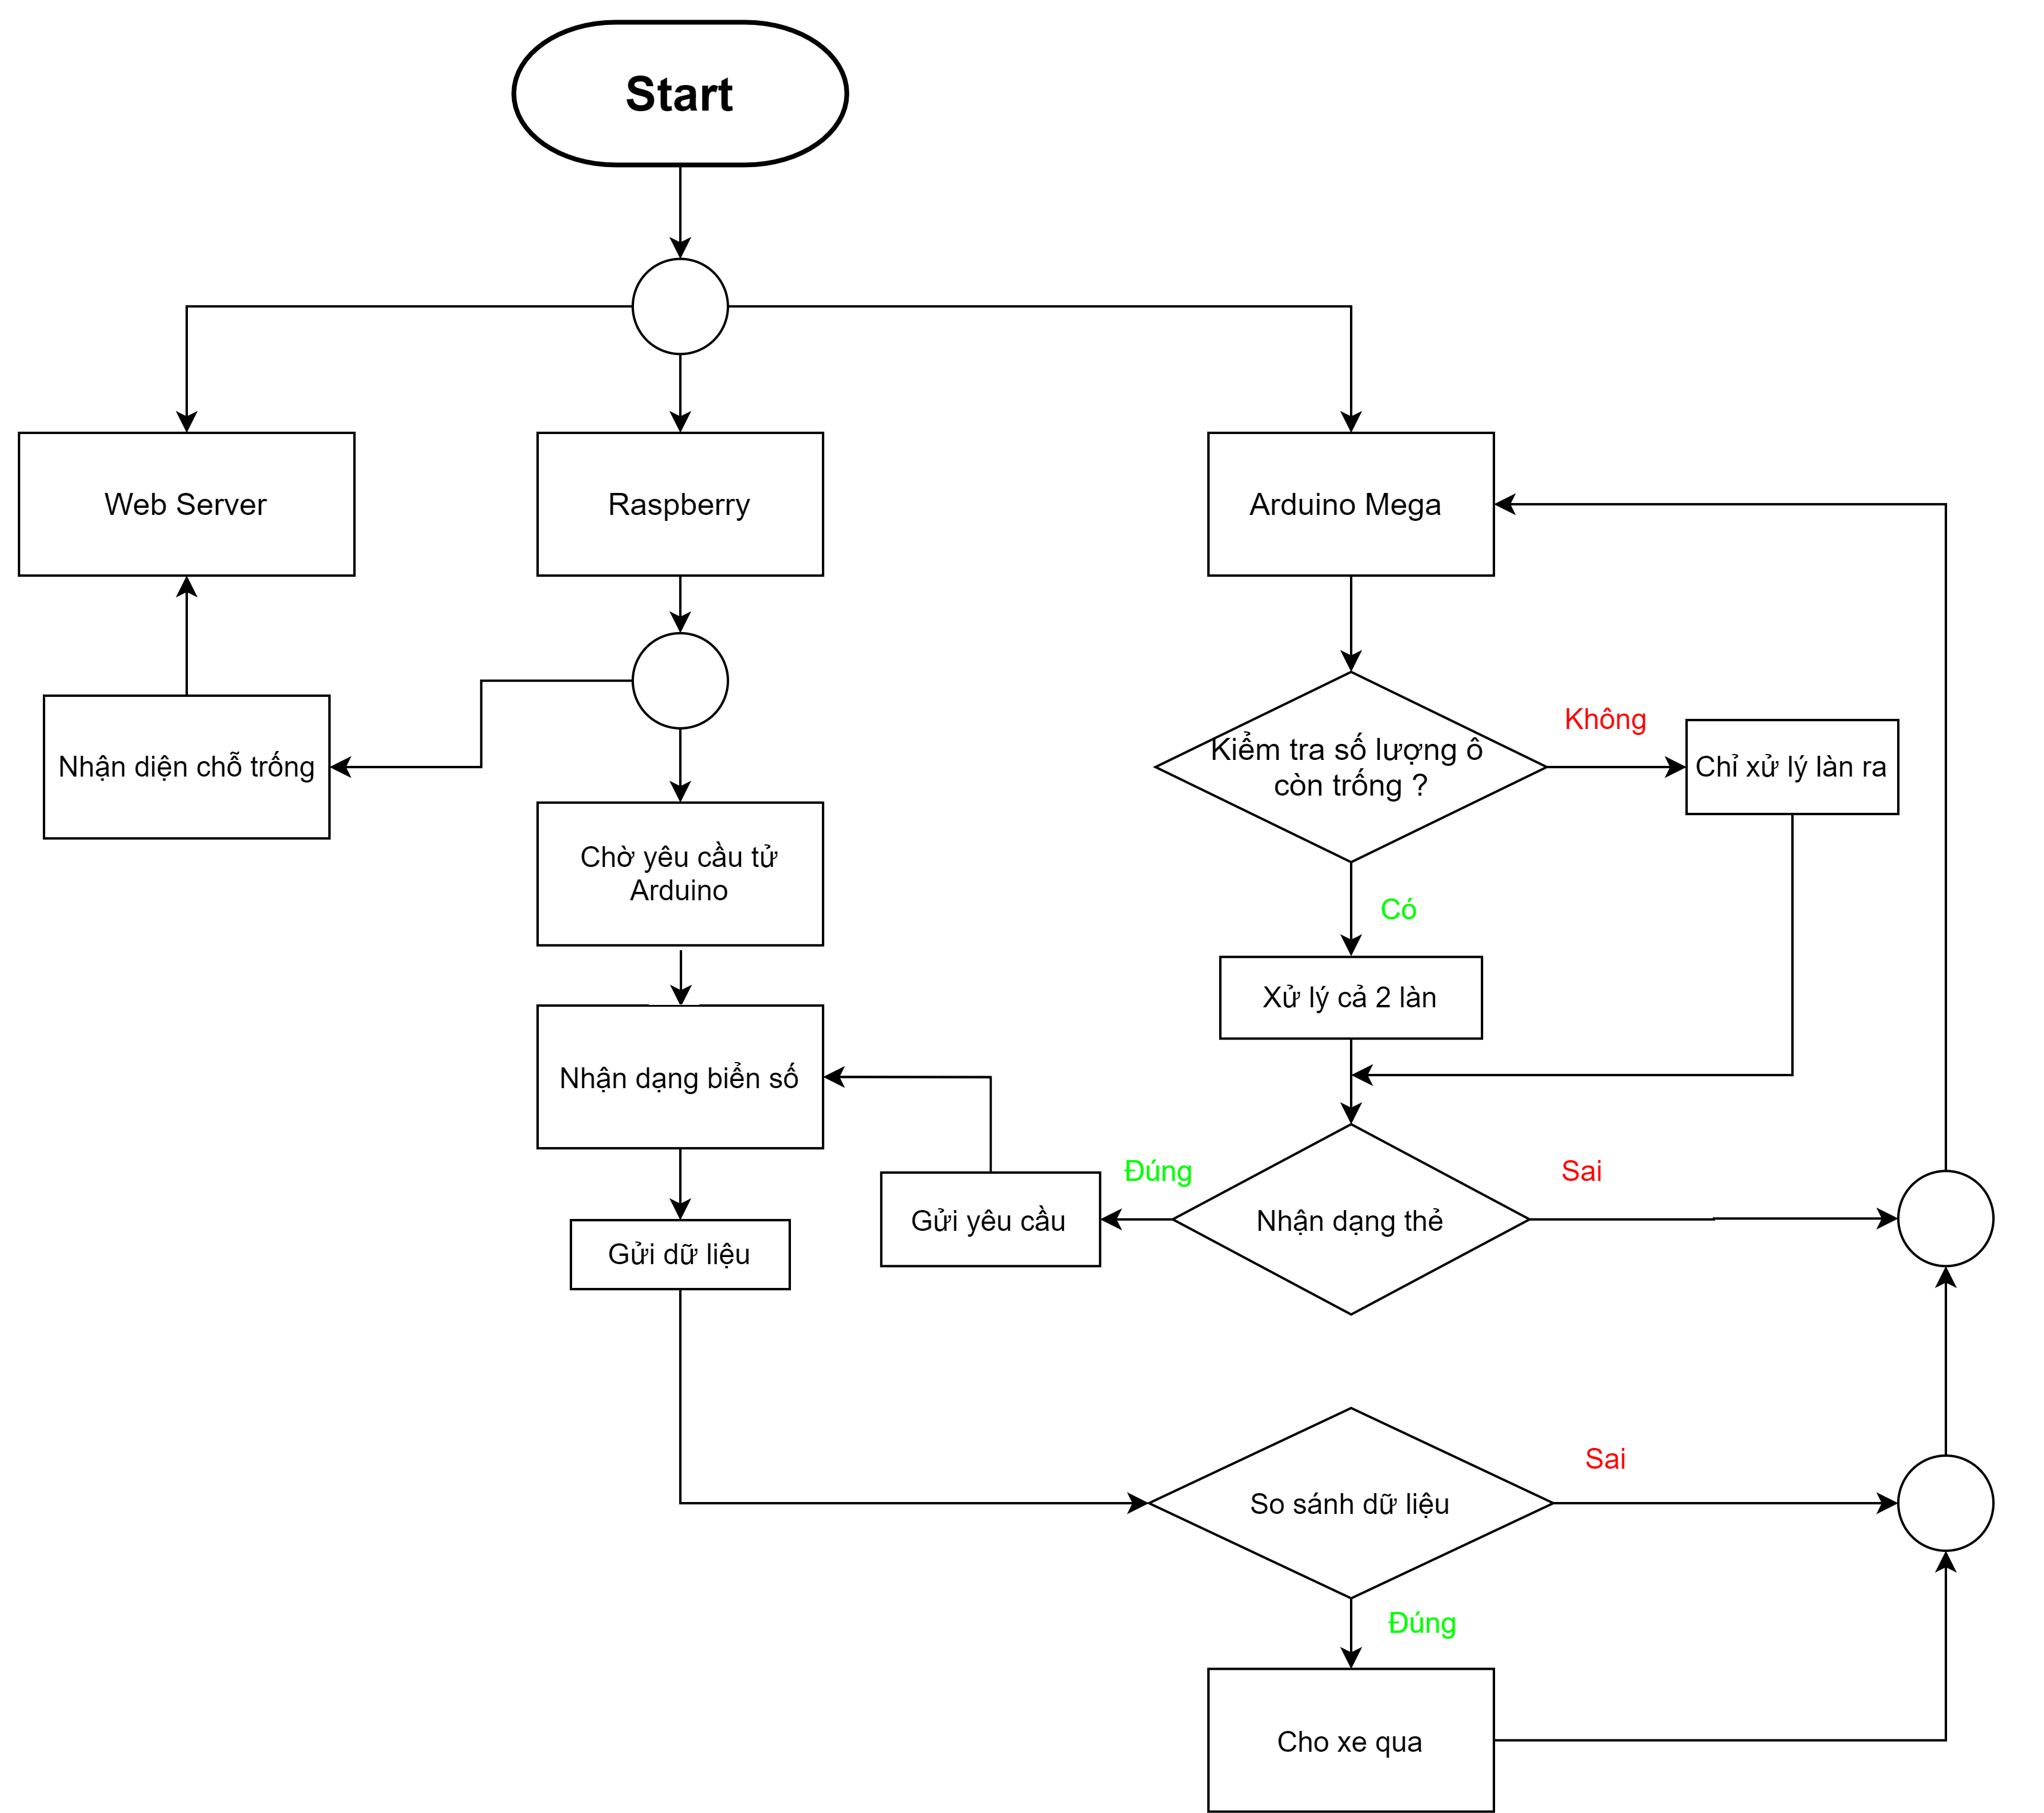 Start
Web Server
Raspberry
Arduino Mega
Không
Nhận diện chỗ trống
Kiểm tra số lượng ô
còn trống ?
Chỉ xử lý làn ra
Chờ yêu cầu tử
Arduino
Có
Xử lý cả 2 làn
Nhận dạng biển số
Đúng
Sai
Gửi yêu cầu
Nhận dạng thẻ
Gửi dữ liệu
Sai
So sánh dữ liệu
Đúng
Cho xe qua